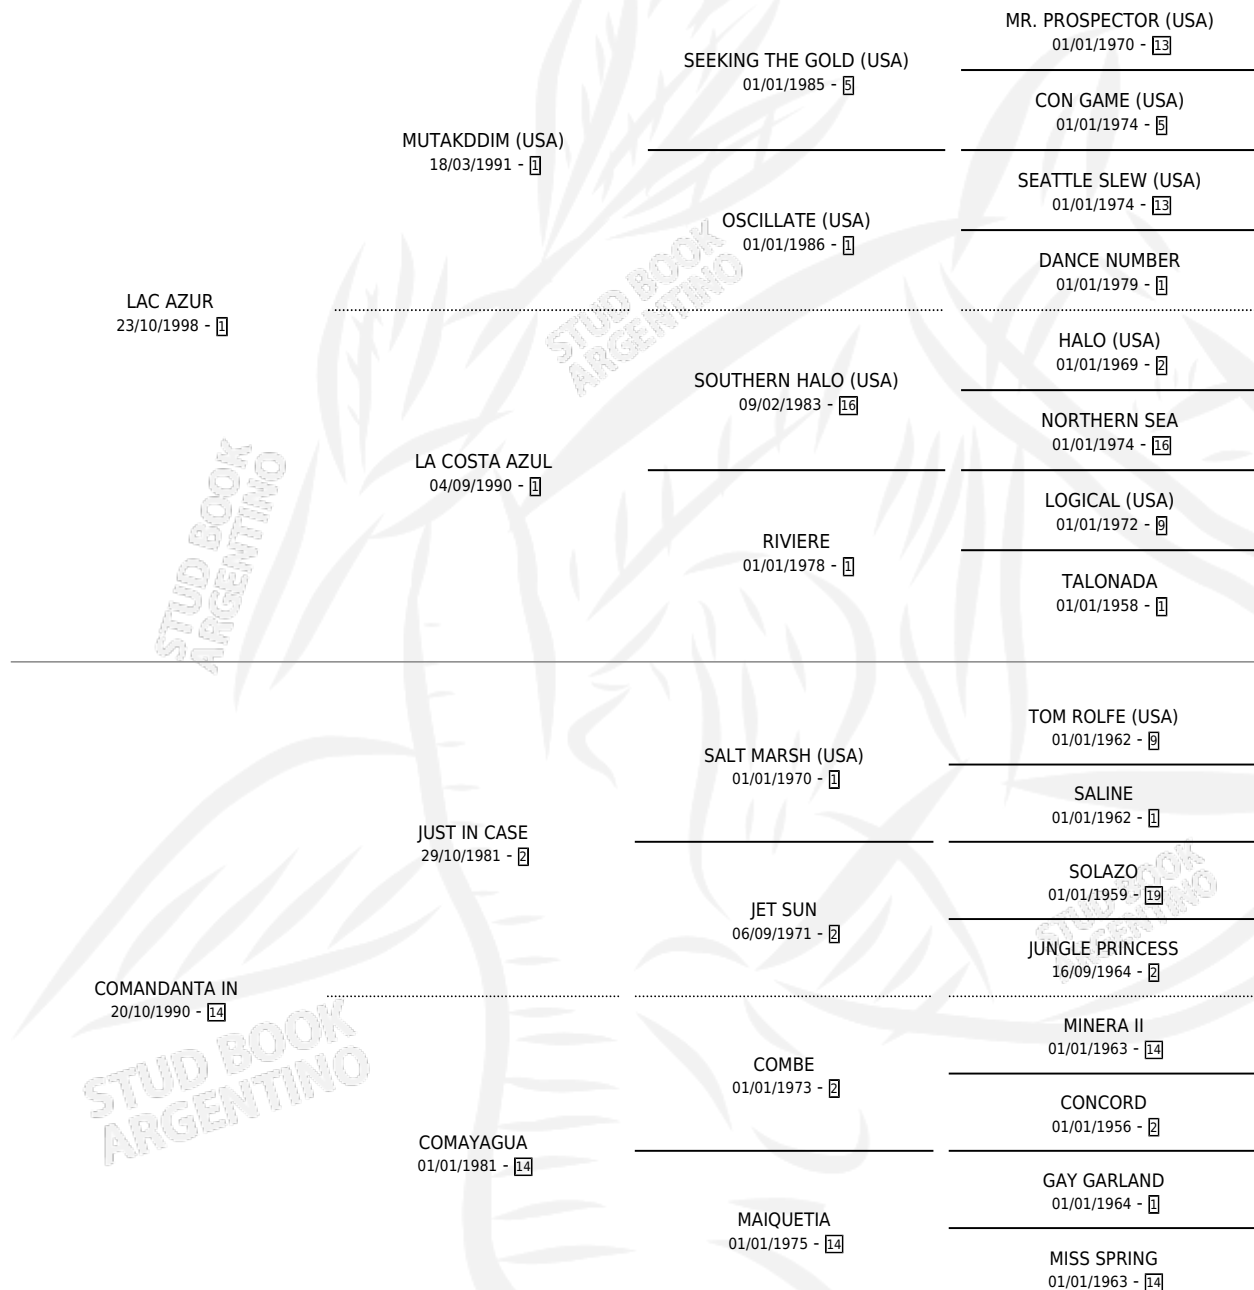 MR. PROSPECTOR (USA)
01/01/1970 - 13
SEEKING THE GOLD (USA)
01/01/1985 - 5
CON GAME (USA)
01/01/1974 - 5
MUTAKDDIM (USA)
18/03/1991 - 1
SEATTLE SLEW (USA)
01/01/1974 - 13
OSCILLATE (USA)
01/01/1986 - 1
DANCE NUMBER
01/01/1979 - 1
LAC AZUR
23/10/1998 - 1
HALO (USA)
01/01/1969 - 2
SOUTHERN HALO (USA)
09/02/1983 - 16
NORTHERN SEA
01/01/1974 - 16
LA COSTA AZUL
04/09/1990 - 1
LOGICAL (USA)
01/01/1972 - 9
RIVIERE
01/01/1978 - 1
TALONADA
01/01/1958 - 1
TOM ROLFE (USA)
01/01/1962 - 9
SALT MARSH (USA)
01/01/1970 - 1
SALINE
01/01/1962 - 1
JUST IN CASE
29/10/1981 - 2
SOLAZO
01/01/1959 - 19
JET SUN
06/09/1971 - 2
JUNGLE PRINCESS
16/09/1964 - 2
COMANDANTA IN
20/10/1990 - 14
MINERA II
01/01/1963 - 14
COMBE
01/01/1973 - 2
CONCORD
01/01/1956 - 2
COMAYAGUA
01/01/1981 - 14
GAY GARLAND
01/01/1964 - 1
MAIQUETIA
01/01/1975 - 14
MISS SPRING
01/01/1963 - 14
STUD BOOK
ARGENTINO
STUD BOOK
ARGENTINO
STUD BOOK
ARGENTINO
STUD BOOK
ARGENTINO